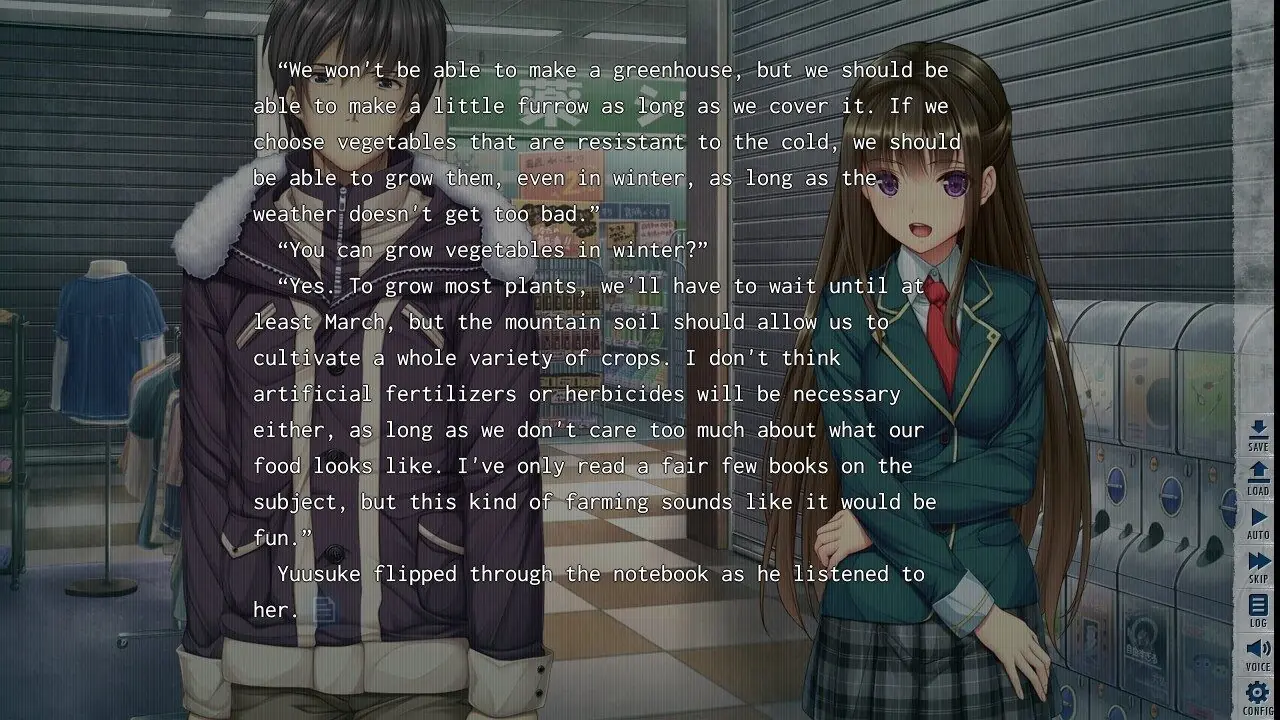 “We won't be able to make a greenhouse, but we should be
able to make a little furrow as long as we cover it. If we
choose vegetables that are resistant to the cold, we should
be able to grow them, even in winter, as long as the
weather doesn't get too bad.”
“You can grow vegetables in winter?”
“Yes. To grow most plants, we'll have to wait until at
least March, but the mountain soil should allow us to
cultivate a whole variety of crops. I don't think
artificial fertilizers or herbicides will be necessary
either, as long as we don't care too much about what our
food looks like. I've only read a fair few books on the
subject, but this kind of farming sounds like it would be
fun.”
Yuusuke flipped through the notebook as he listened to
her.
薬
SAVE
LOAD
AUTO
SKIP
LOG
VOICE
CONFIG